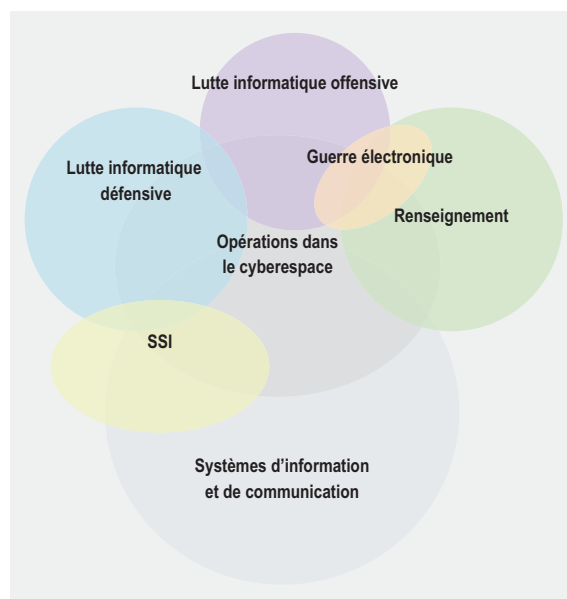 Lutte informatique offensive
Guerre électronique
Lutte informatique
défensive
Renseignement
Opérations dans
le cyberespace
SSI
Systèmes d’information
et de communication